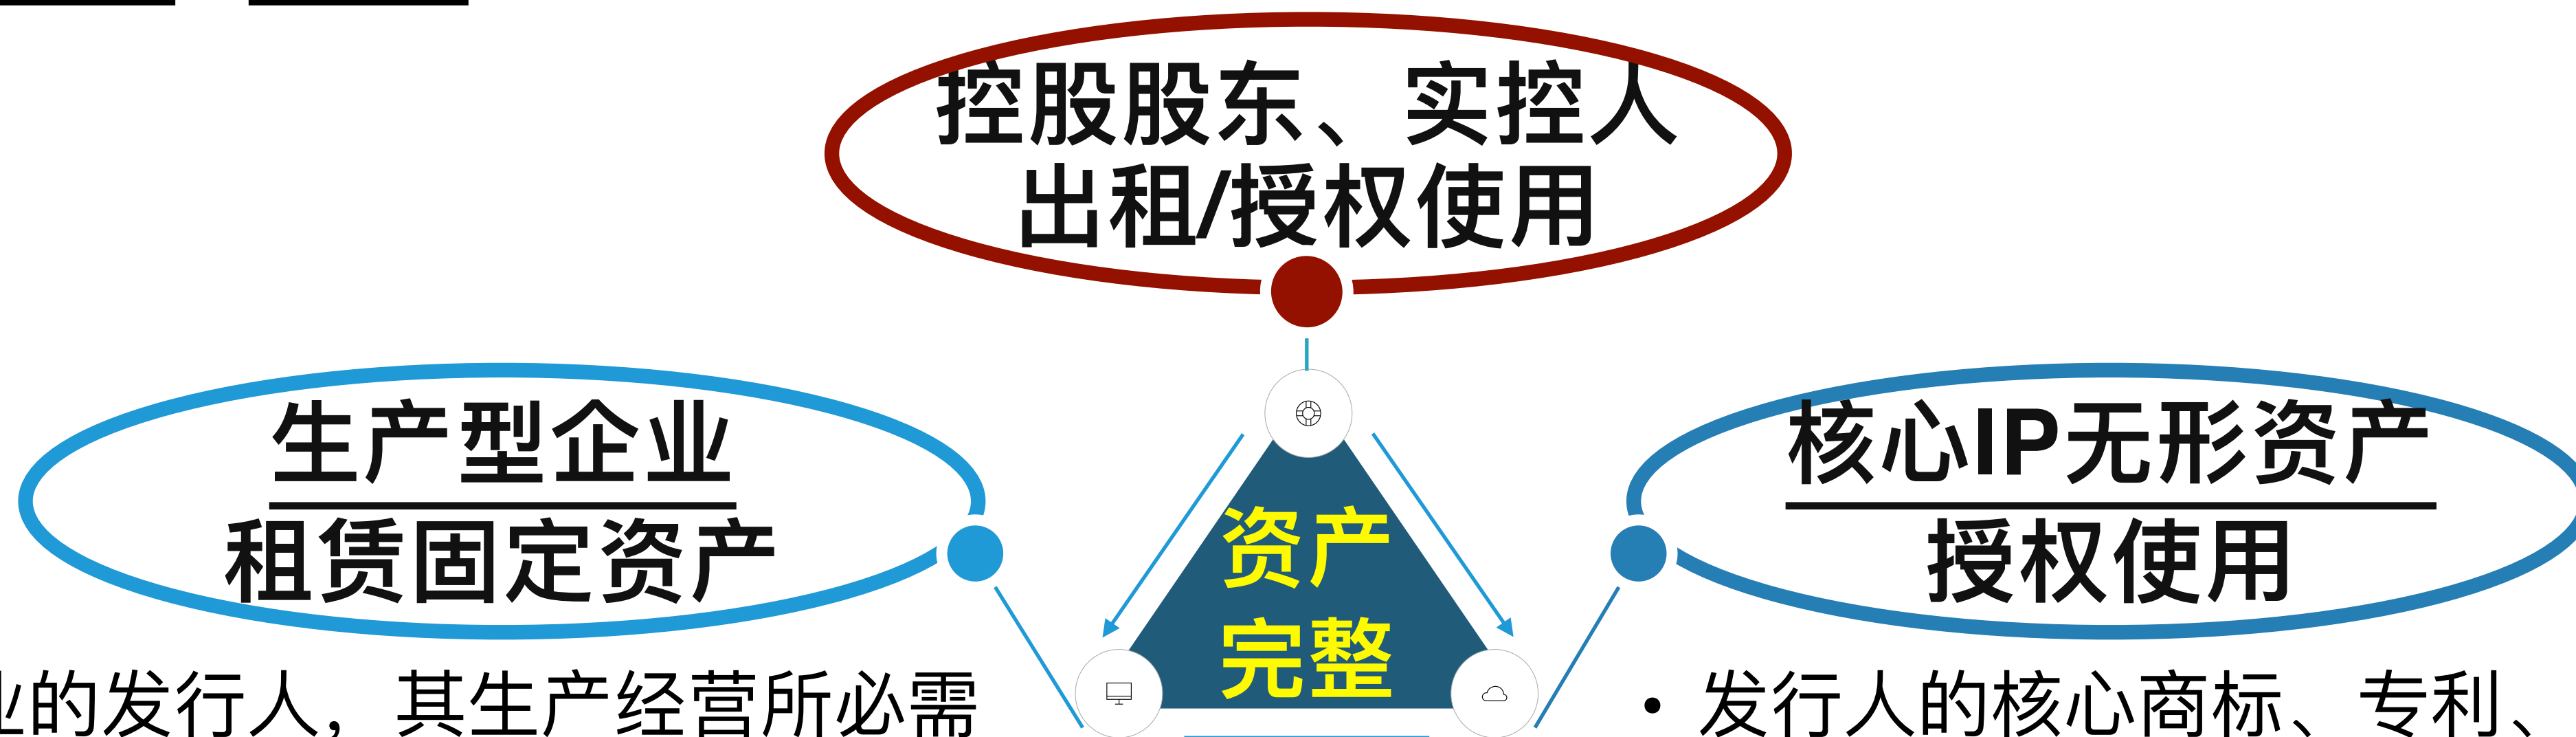 控股股东、实控人
出租/授权使用
生产型企业
租赁固定资产
核心IP无形资产
授权使用
资产
完整
业的发行人，其生产经营所必需
• 发行人的核心商标、专利、